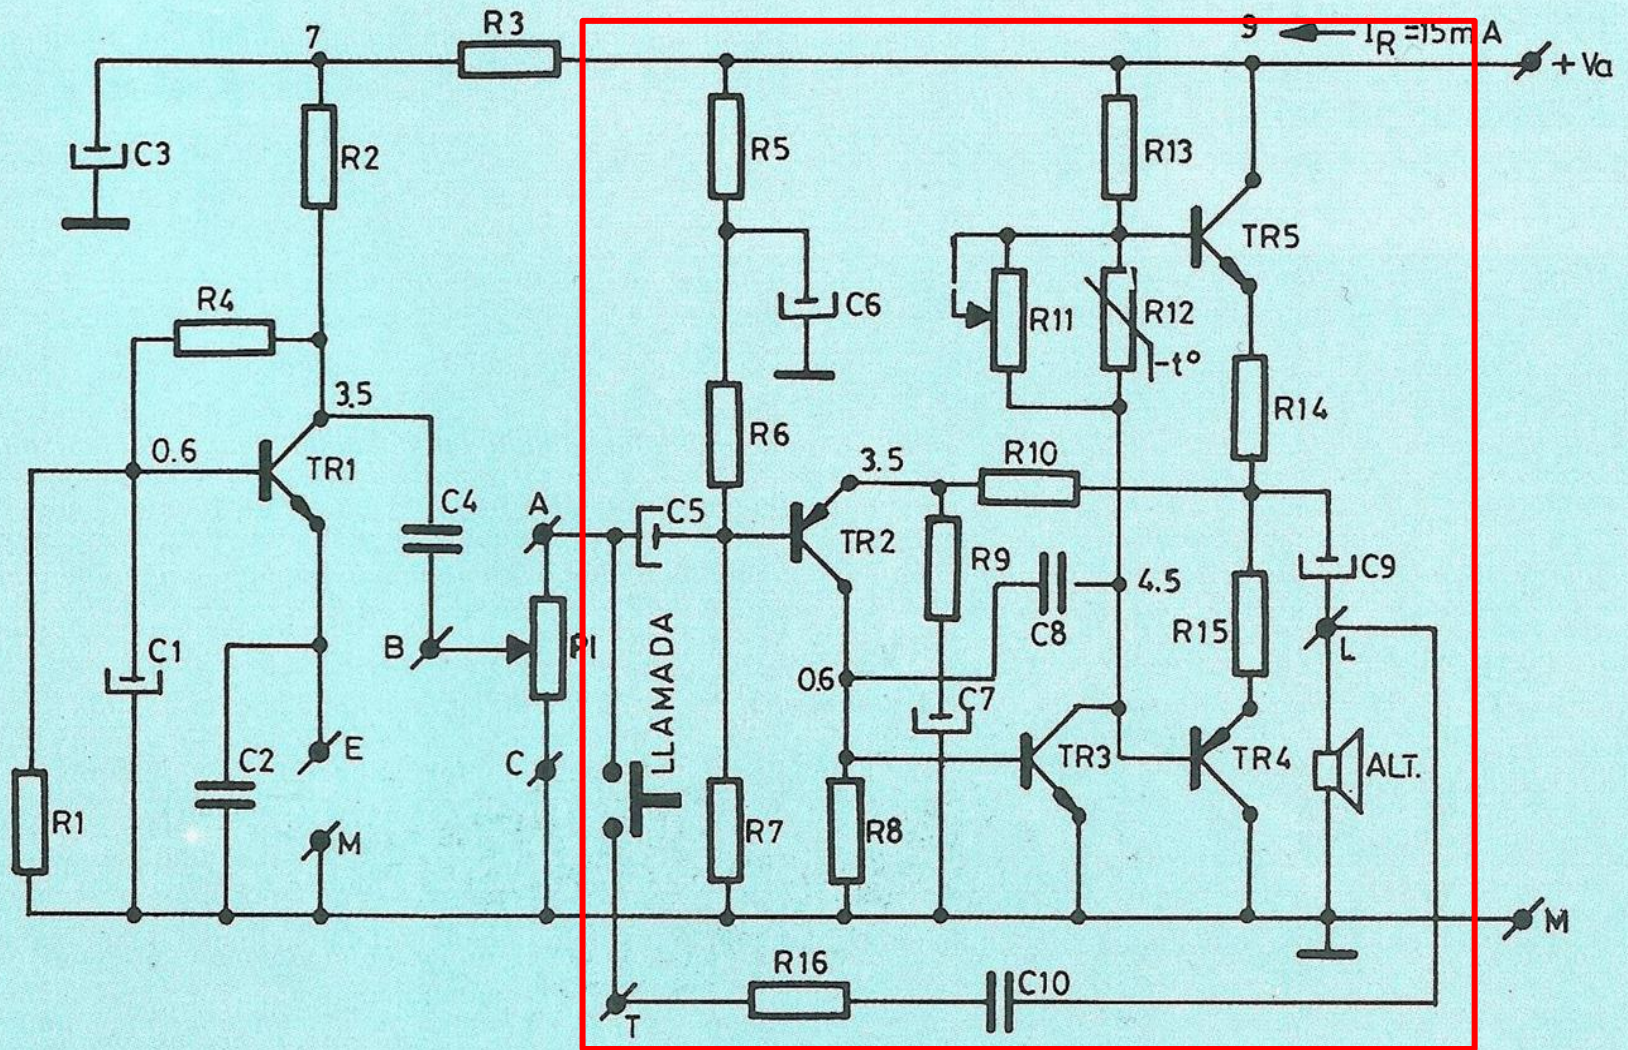 7
R3
9
I R =15mA
+ Va
C3
R2
R5
R13
TR5
R4
C6
R11
R12
-tº
3.5
R14
0.6
TR1
R6
C4
A
C5
3.5
R10
TR2
R9
4.5
C9
C8
R15
L
C1
B
P1
LLAMADA
0.6
C7
E
C2
C
TR3
TR4
ALT.
R1
M
R7
R8
M
R16
C10
T